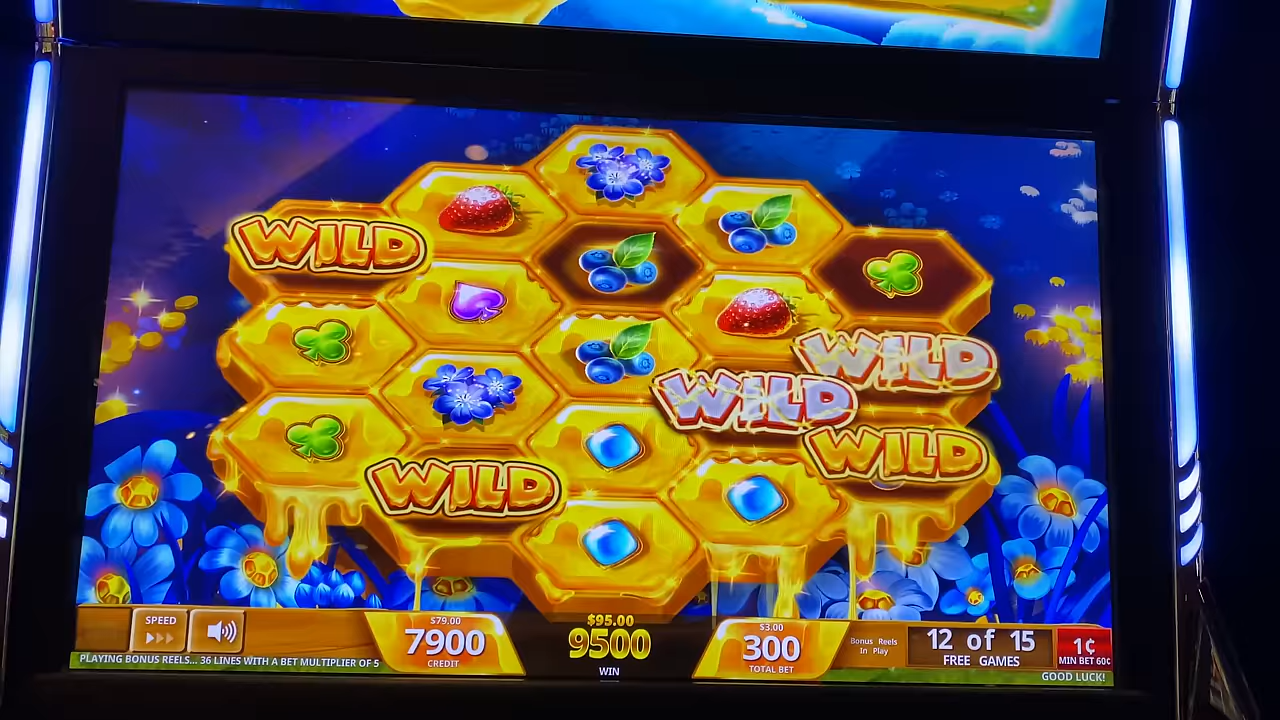 WILD
WILD
WILD
WILD
WILD
SPEED
$79.00
7900
CREDIT
$95.00
9500
WIN
$3.00
300
TOTAL BET
Bonus Reels
In Play
12 of 15
FREE GAMES
1¢
MIN BET 60¢
PLAYING BONUS REELS... 36 LINES WITH A BET MULTIPLIER OF 5
GOOD LUCK!